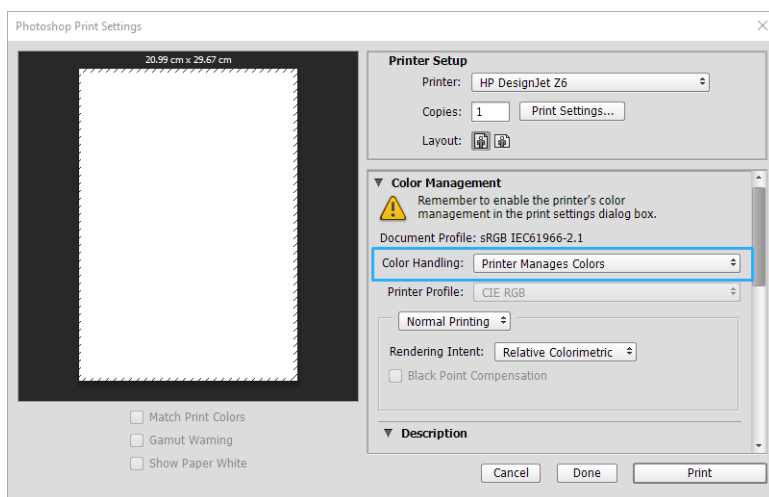 Photoshop Print Settings
20.99 cm x 29.67 cm
Match Print Colors
Gamut Warning
Show Paper White
Printer Setup
Printer: HP DesignJet Z6
Copies: 1 Print Settings...
Layout:
Color Management
Remember to enable the printer's color
management in the print settings dialog box.
Document Profile: sRGB IEC61966-2.1
Color Handling: Printer Manages Colors
Printer Profile: CIE RGB
Normal Printing
Rendering Intent: Relative Colorimetric
Black Point Compensation
Description
Cancel Done Print